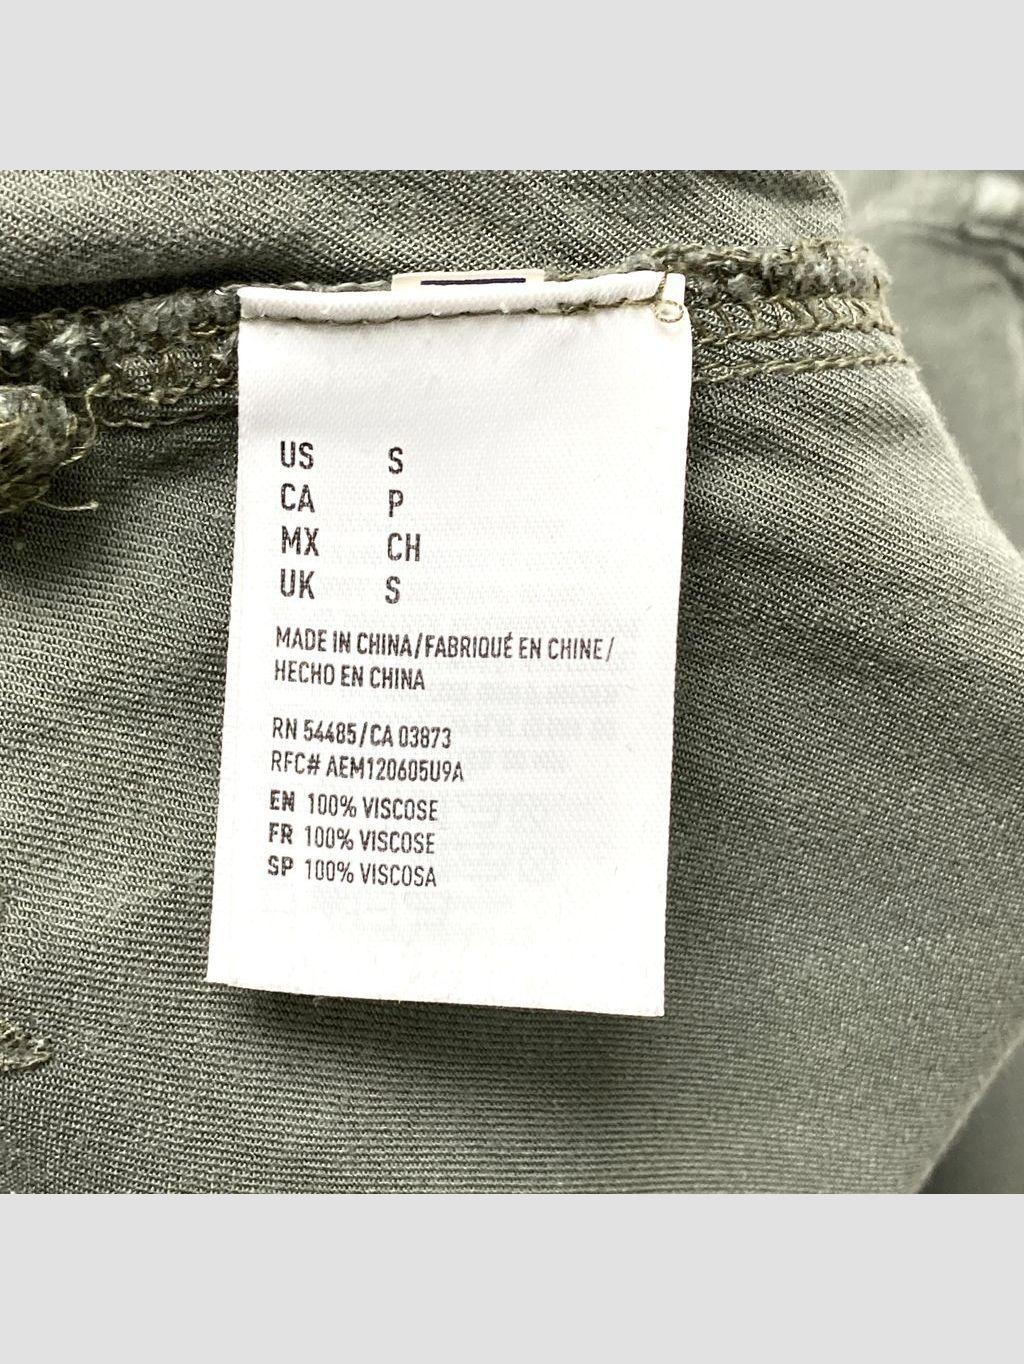 US S
CA P
MX CH
UK S
MADE IN CHINA/FABRIQUÉ EN CHINE/
HECHO EN CHINA
RN 54485/CA 03873
RFC# AEM120605U9A
EN 100% VISCOSE
FR 100% VISCOSE
SP 100% VISCOSA